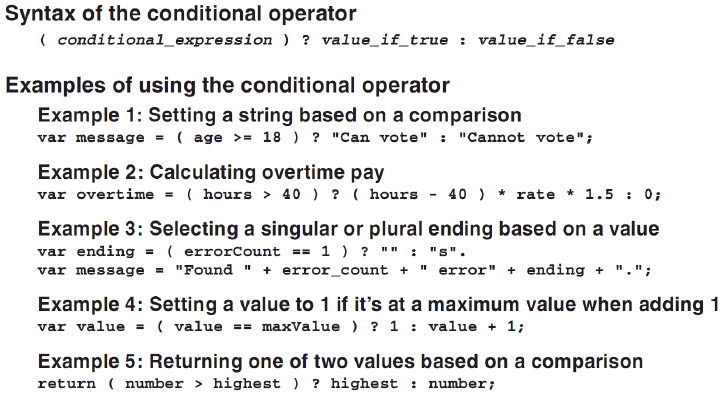 Syntax of the conditional operator
( conditional_expression ) ? value_if_true : value_if_false
Examples of using the conditional operator
Example 1: Setting a string based on a comparison
var message = ( age >= 18 ) ? "Can vote" : "Cannot vote";
Example 2: Calculating overtime pay
var overtime = ( hours > 40 ) ? ( hours - 40 ) * rate * 1.5 : 0;
Example 3: Selecting a singular or plural ending based on a value
var ending = ( errorCount == 1 ) ? "" : "s".
var message = "Found " + error_count + " error" + ending + ".";
Example 4: Setting a value to 1 if it's at a maximum value when adding 1
var value = ( value == maxValue ) ? 1 : value + 1;
Example 5: Returning one of two values based on a comparison
return ( number > highest ) ? highest : number;